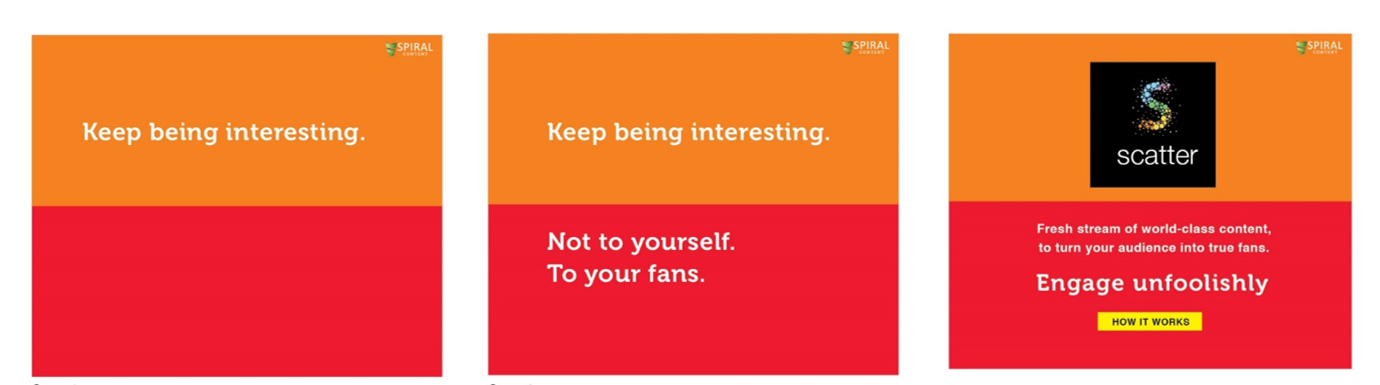 SPIRAL
CONTENT
Keep being interesting.
SPIRAL
CONTENT
Keep being interesting.
Not to yourself.
To your fans.
SPIRAL
CONTENT
scatter
Fresh stream of world-class content,
to turn your audience into true fans.
Engage unfoolishly
HOW IT WORKS